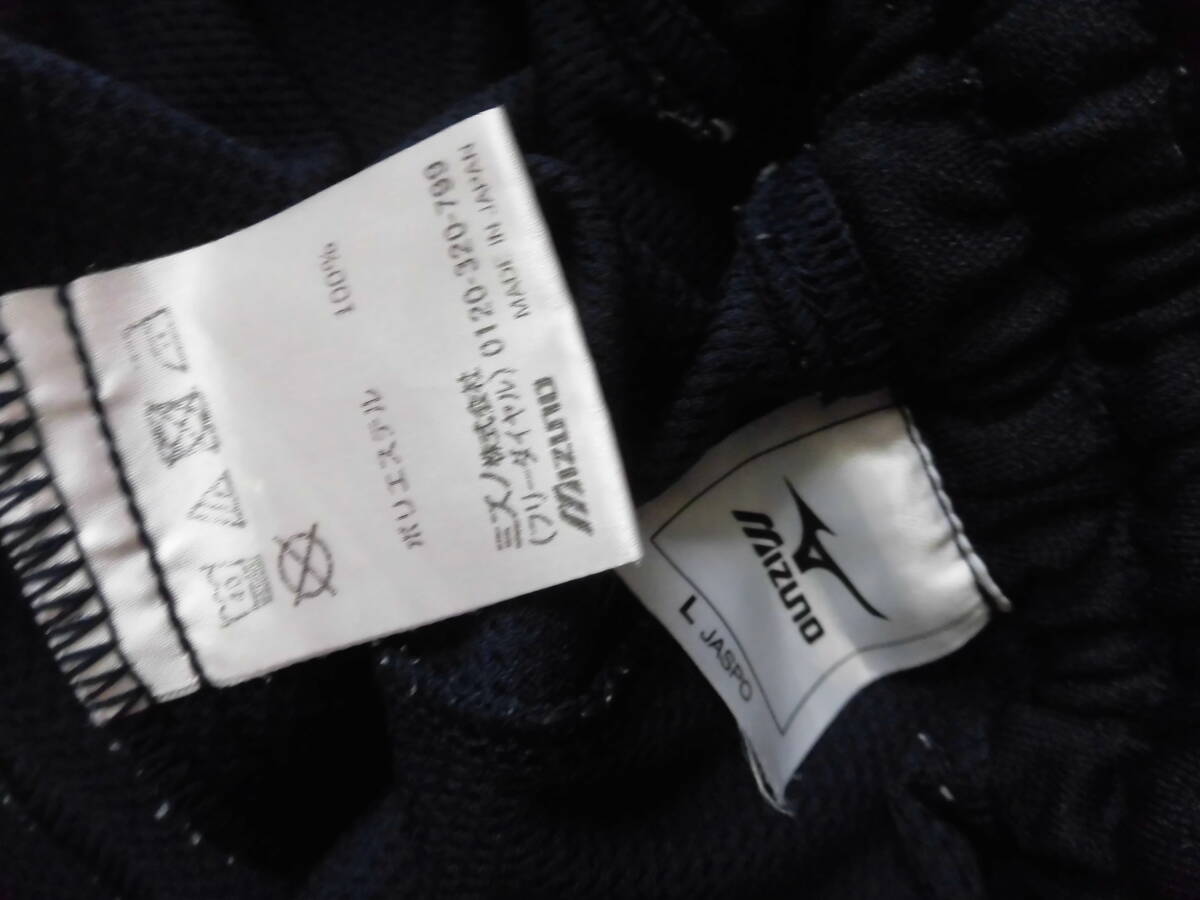 ポリエステル 100%
ミズノ株式会社
(フリーダイヤル) 0120-320-799
MADE IN JAPAN
MIZUNO
MIZUNO
L JASPO